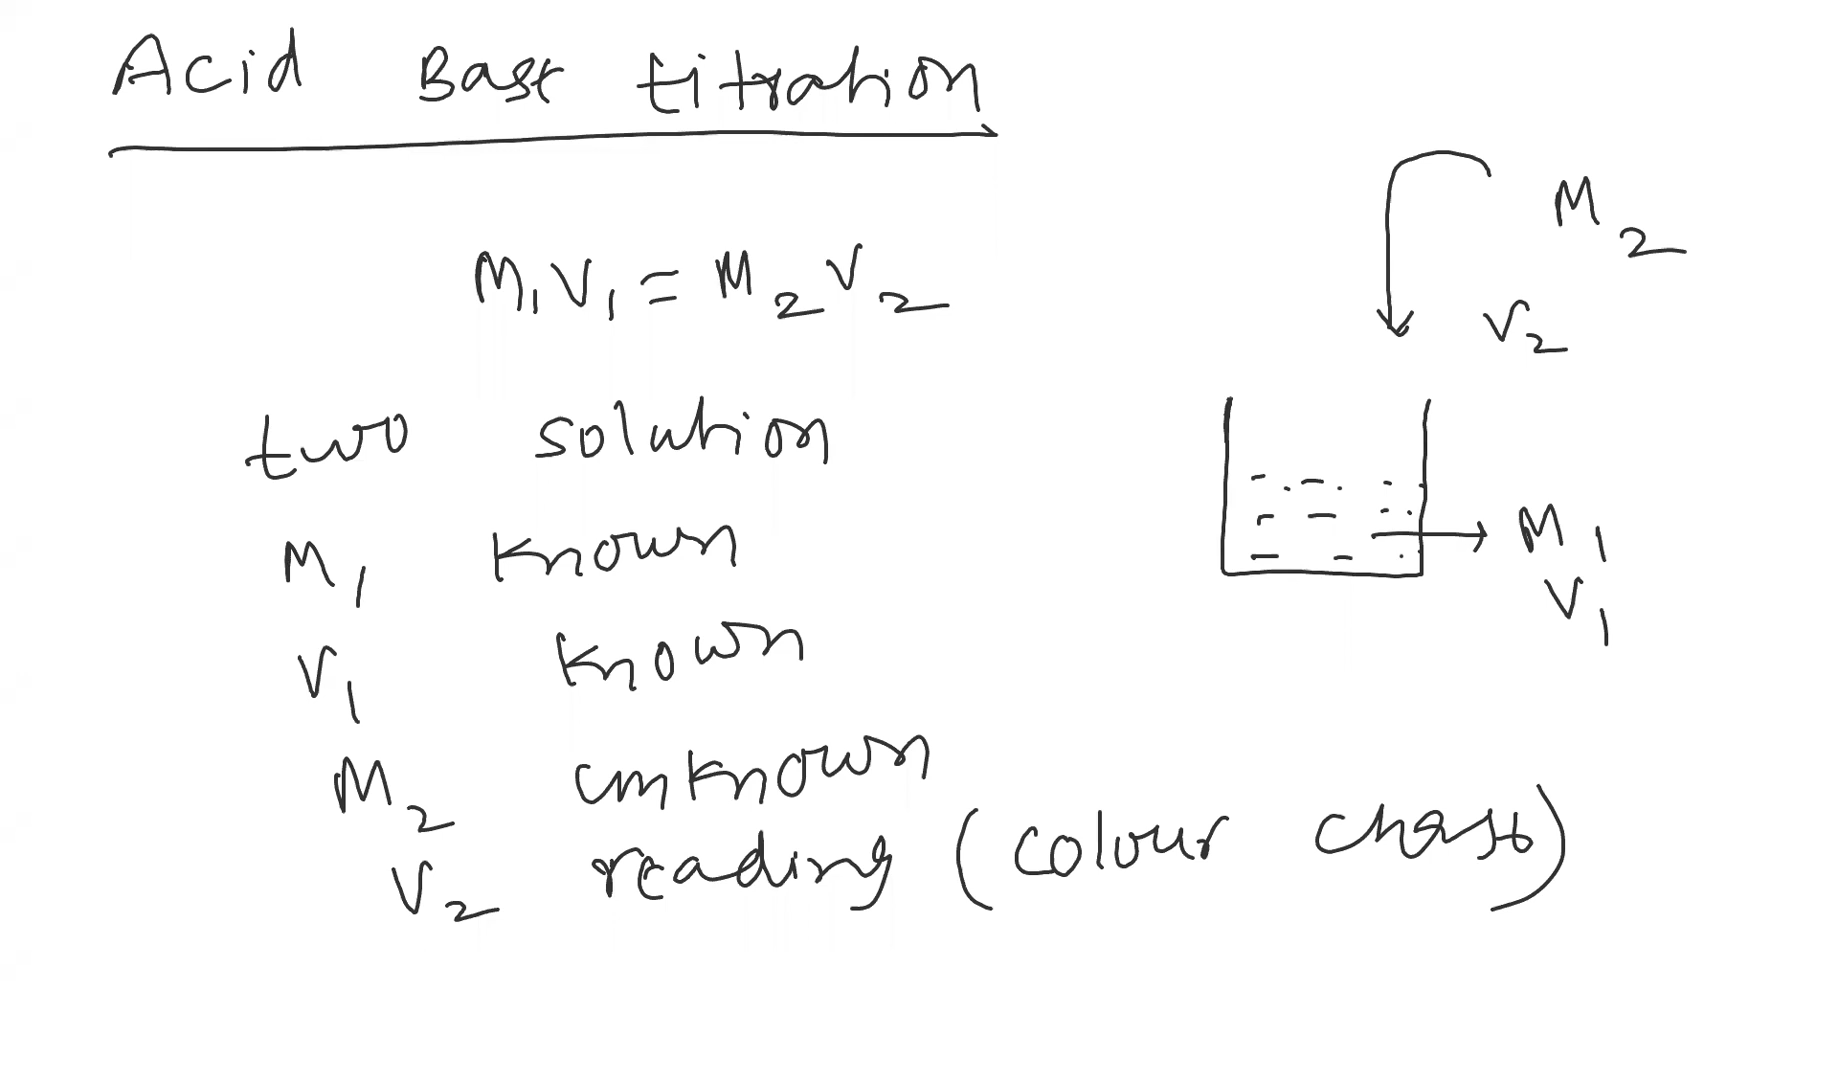 Acid Base titration
M₁V₁ = M₂V₂
M₂
V₂
two solution
M₁ known
V₁ known
M₂ unknown
V₂ reading (colour
M₁
V₁